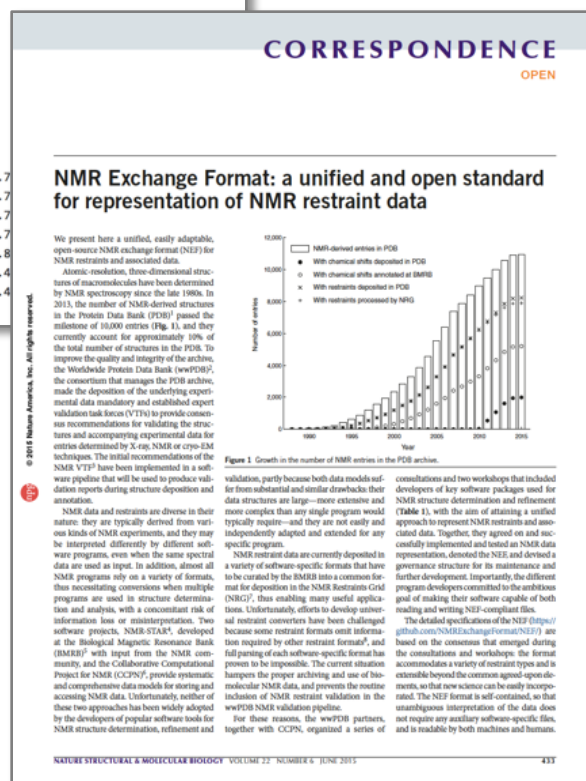 CORRESPONDENCE
OPEN
NMR Exchange Format: a unified and open standard
for representation of NMR restraint data
We present here a unified, easily adaptable,
open-source NMR exchange format (NEF) for
NMR restraints and associated data.
Atomic-resolution, three-dimensional struc-
tures of macromolecules have been determined
by NMR spectroscopy since the late 1980s. In
2013, the number of NMR-derived structures
in the Protein Data Bank (PDB)1 passed the
milestone of 10,000 entries (Fig. 1), and they
currently account for approximately 10% of
the total number of structures in the PDB. To
improve the quality and integrity of the archive,
the Worldwide Protein Data Bank (wwPDB)2,
the consortium that manages the PDB archive,
made the deposition of the underlying experi-
mental data mandatory and established expert
validation task forces (VTFs) to provide consen-
sus recommendations for validating the struc-
tures and accompanying experimental data for
entries determined by X-ray, NMR or cryo-EM
techniques. The initial recommendations of the
NMR VTF3 have been implemented in a soft-
ware pipeline that will be used to produce vali-
dation reports during structure deposition and
annotation.
NMR data and restraints are diverse in their
nature: they are typically derived from vari-
ous kinds of NMR experiments, and they may
be interpreted differently by different soft-
ware programs, even when the same spectral
data are used as input. In addition, almost all
NMR programs rely on a variety of formats,
thus necessitating conversions when multiple
programs are used in structure determina-
tion and analysis, with a concomitant risk of
information loss or misinterpretation. Two
software projects, NMR-STAR4, developed
at the Biological Magnetic Resonance Bank
(BMRB)5 with input from the NMR com-
munity, and the Collaborative Computational
Project for NMR (CCPN)6, provide systematic
and comprehensive data models for storing and
accessing NMR data. Unfortunately, neither of
these two approaches has been widely adopted
by the developers of popular software tools for
NMR structure determination, refinement and
12,000
10,000
8,000
6,000
4,000
2,000
0
Number of entries
NMR-derived entries in PDB
With chemical shifts deposited in PDB
With chemical shifts annotated at BMRB
With restraints deposited in PDB
With restraints processed by NRG
1990 1995 2000 2005 2010 2015
Year
Figure 1 Growth in the number of NMR entries in the PDB archive.
validation, partly because both data models suf-
fer from substantial and similar drawbacks: their
data structures are large—more extensive and
more complex than any single program would
typically require—and they are not easily and
independently adapted and extended for any
specific program.
NMR restraint data are currently deposited in
a variety of software-specific formats that have
to be curated by the BMRB into a common for-
mat for deposition in the NMR Restraints Grid
(NRG)7, thus enabling many useful applica-
tions. Unfortunately, efforts to develop univer-
sal restraint converters have been challenged
because some restraint formats omit informa-
tion required by other restraint formats8, and
full parsing of each software-specific format has
proven to be impossible. The current situation
hampers the proper archiving and use of bio-
molecular NMR data, and prevents the routine
inclusion of NMR restraint validation in the
wwPDB NMR validation pipeline.
For these reasons, the wwPDB partners,
together with CCPN, organized a series of
consultations and two workshops that included
developers of key software packages used for
NMR structure determination and refinement
(Table 1), with the aim of attaining a unified
approach to represent NMR restraints and asso-
ciated data. Together, they agreed on and suc-
cessfully implemented and tested an NMR data
representation, denoted the NEF, and devised a
governance structure for its maintenance and
further development. Importantly, the different
program developers committed to the ambitious
goal of making their software capable of both
reading and writing NEF-compliant files.
The detailed specifications of the NEF (https://
github.com/NMRExchangeFormat/NEF/) are
based on the consensus that emerged during
the consultations and workshops: the format
accommodates a variety of restraint types and is
extensible beyond the common agreed-upon ele-
ments, so that new science can be easily incorpo-
rated. The NEF format is self-contained, so that
unambiguous interpretation of the data does
not require any auxiliary software-specific files,
and is readable by both machines and humans.
© 2015 Nature America, Inc. All rights reserved.
npg
NATURE STRUCTURAL & MOLECULAR BIOLOGY VOLUME 22 NUMBER 6 JUNE 2015 433
.7
.7
.7
.7
.8
.4
.4